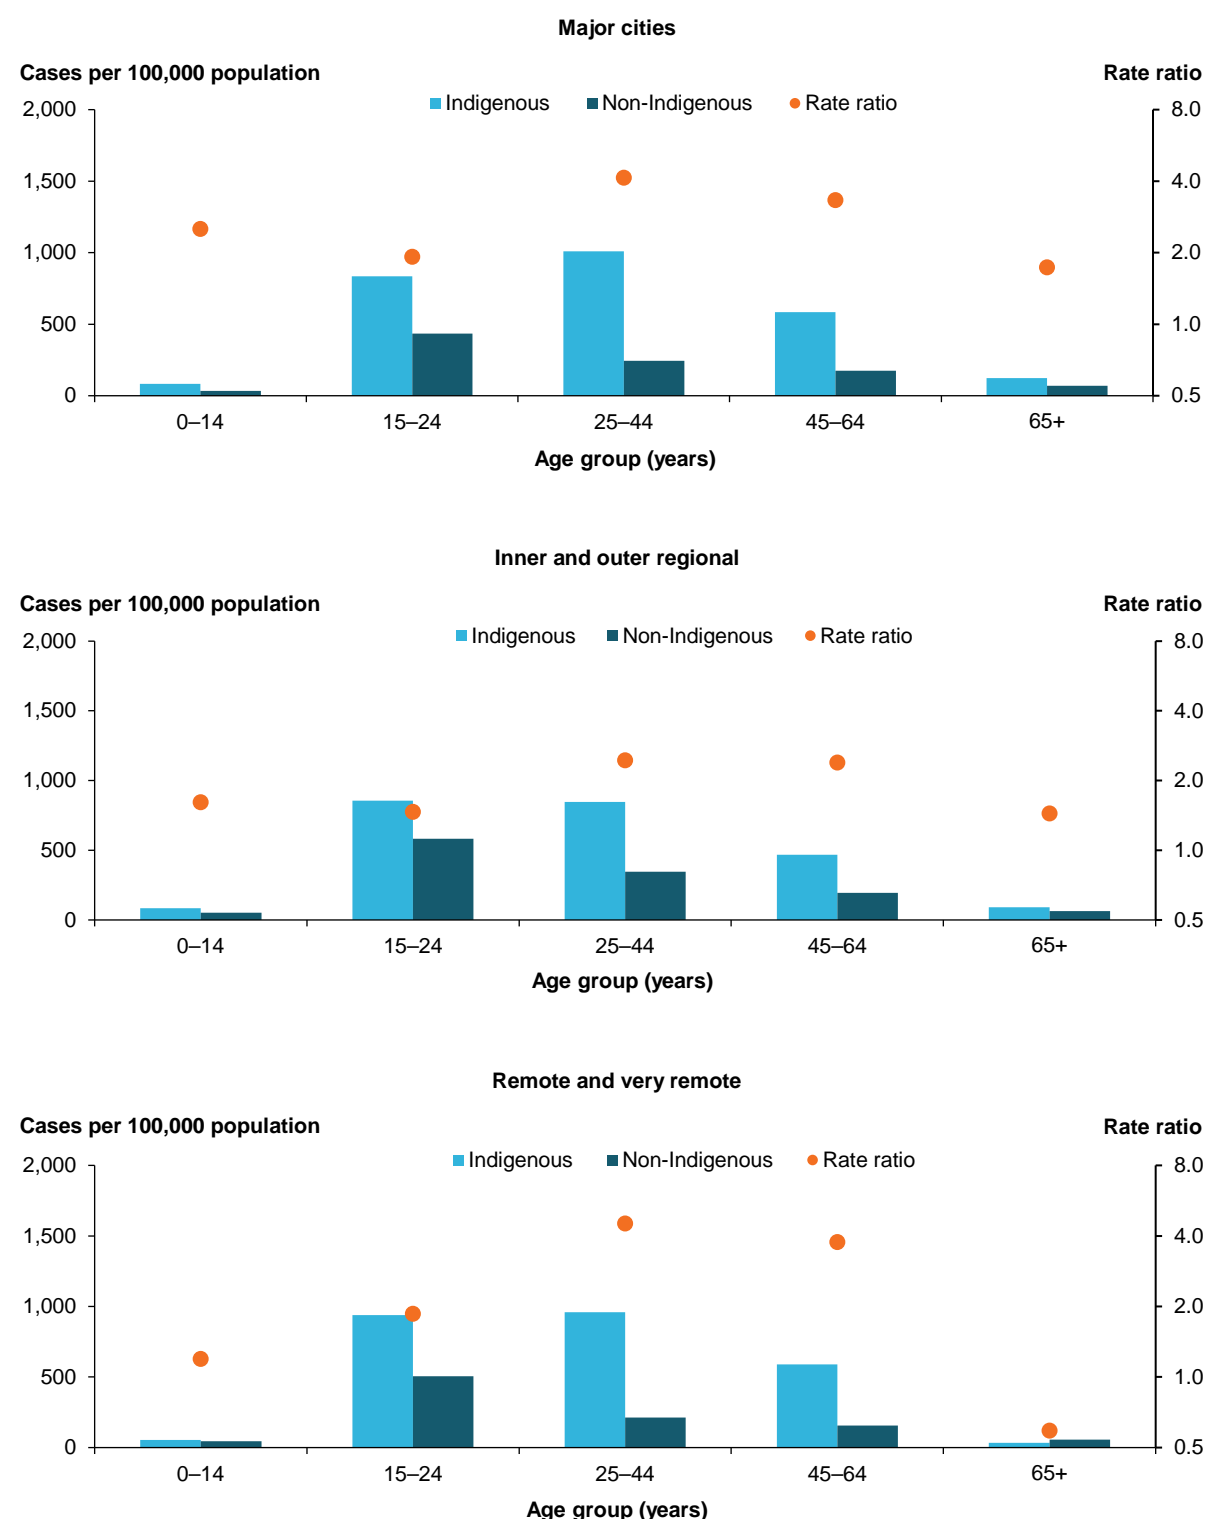 Major cities
Cases per 100,000 population Rate ratio
Indigenous Non-Indigenous Rate ratio
2,000 8.0
1,500 4.0
1,000 2.0
500 1.0
0 0.5
0–14 15–24 25–44 45–64 65+
Age group (years)
Inner and outer regional
Cases per 100,000 population Rate ratio
Indigenous Non-Indigenous Rate ratio
2,000 8.0
1,500 4.0
1,000 2.0
500 1.0
0 0.5
0–14 15–24 25–44 45–64 65+
Age group (years)
Remote and very remote
Cases per 100,000 population Rate ratio
Indigenous Non-Indigenous Rate ratio
2,000 8.0
1,500 4.0
1,000 2.0
500 1.0
0 0.5
0–14 15–24 25–44 45–64 65+
Age group (years)